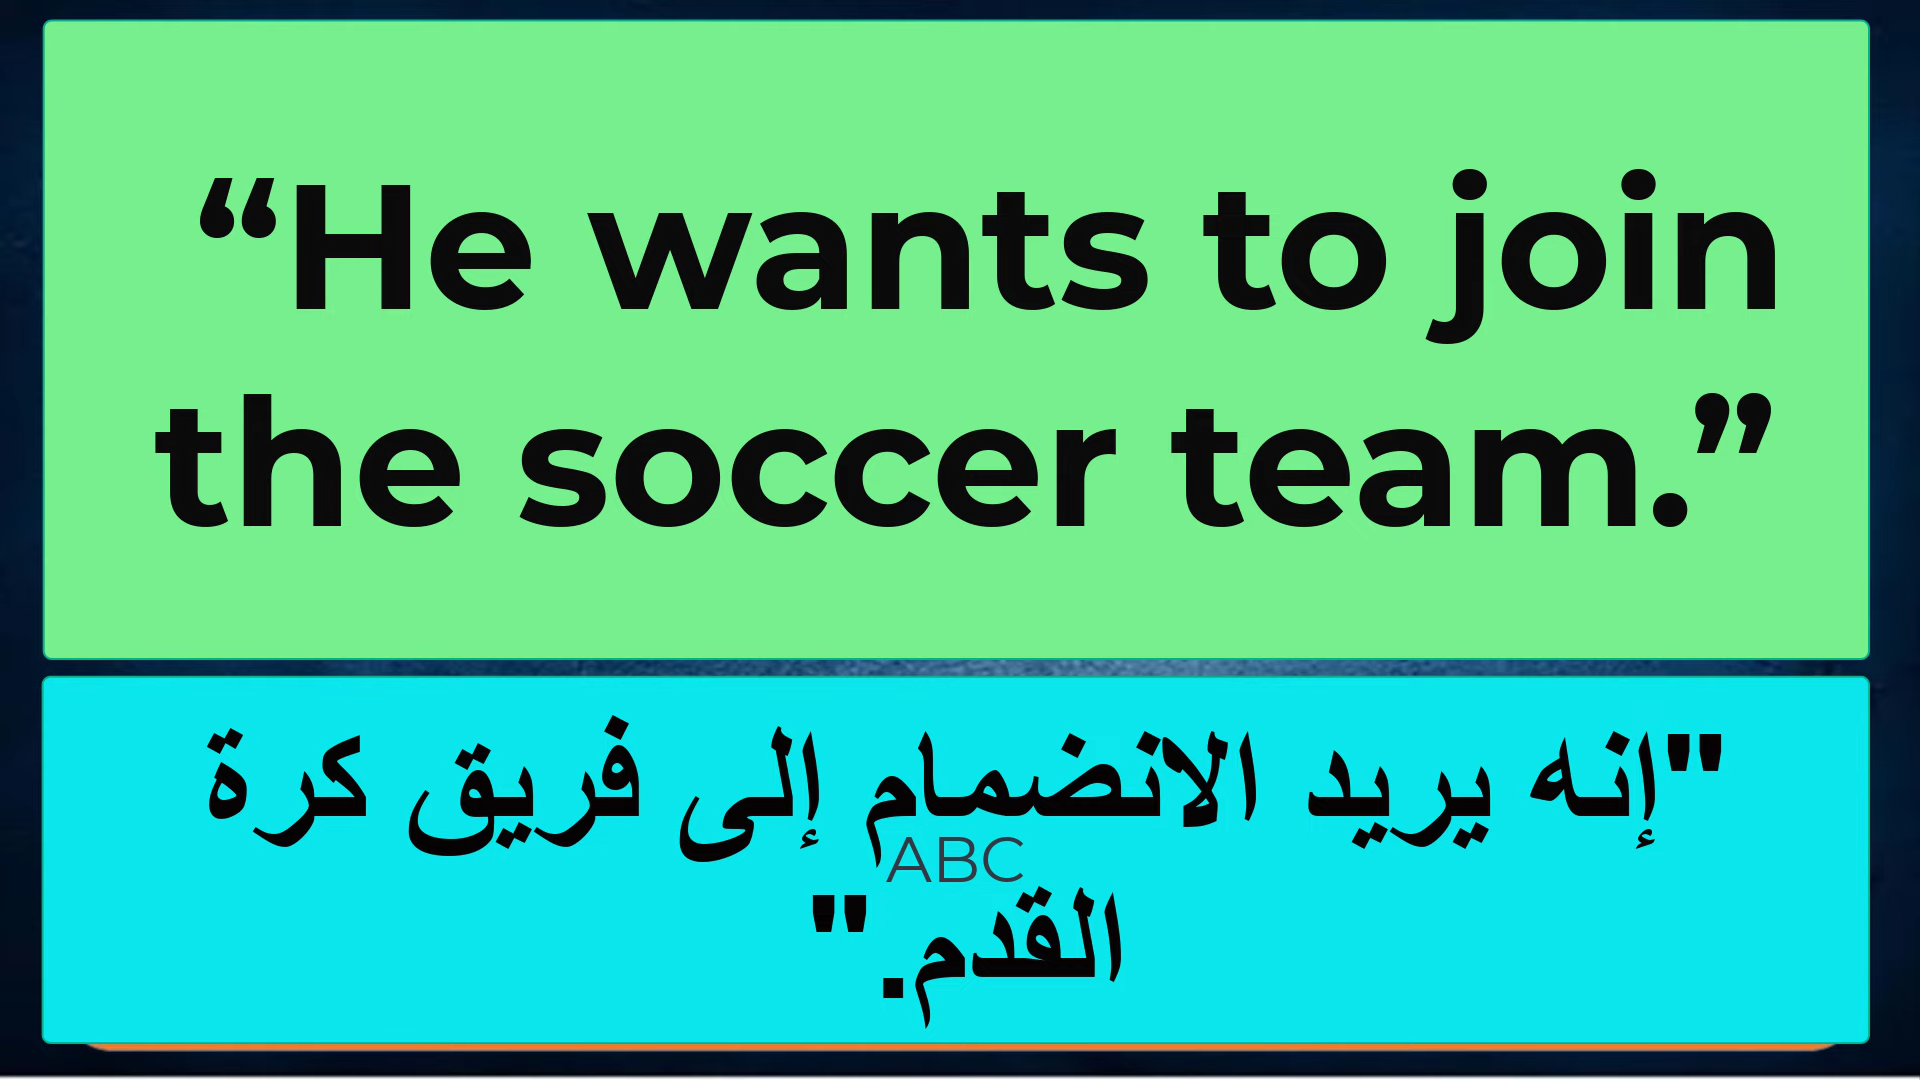 “He wants to join
the soccer team.”
"إنه يريد الانضمام إلى فريق كرة
ABC
القدم."